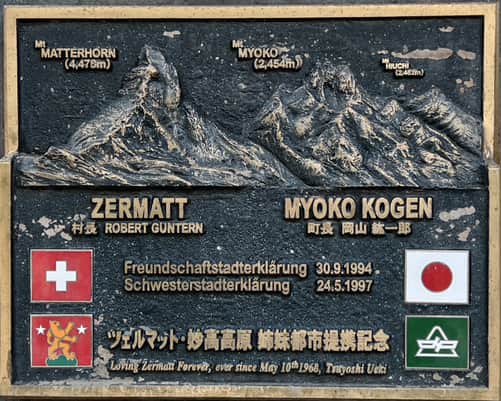 Mt MATTERHORN
(4,478m)
Mt MYOKO
(2,454m)
Mt HIUCHI
(2,462m)
ZERMATT
村長 ROBERT GUNTERN
MYOKO KOGEN
町長 岡山 紘一郎
Freundschaftstadterklärung 30.9.1994
Schwesterstadterklärung 24.5.1997
ツェルマット・妙高高原 姉妹都市提携記念
Loving Zermatt Forever, ever since May 10th 1968, Tsuyoshi Ueki